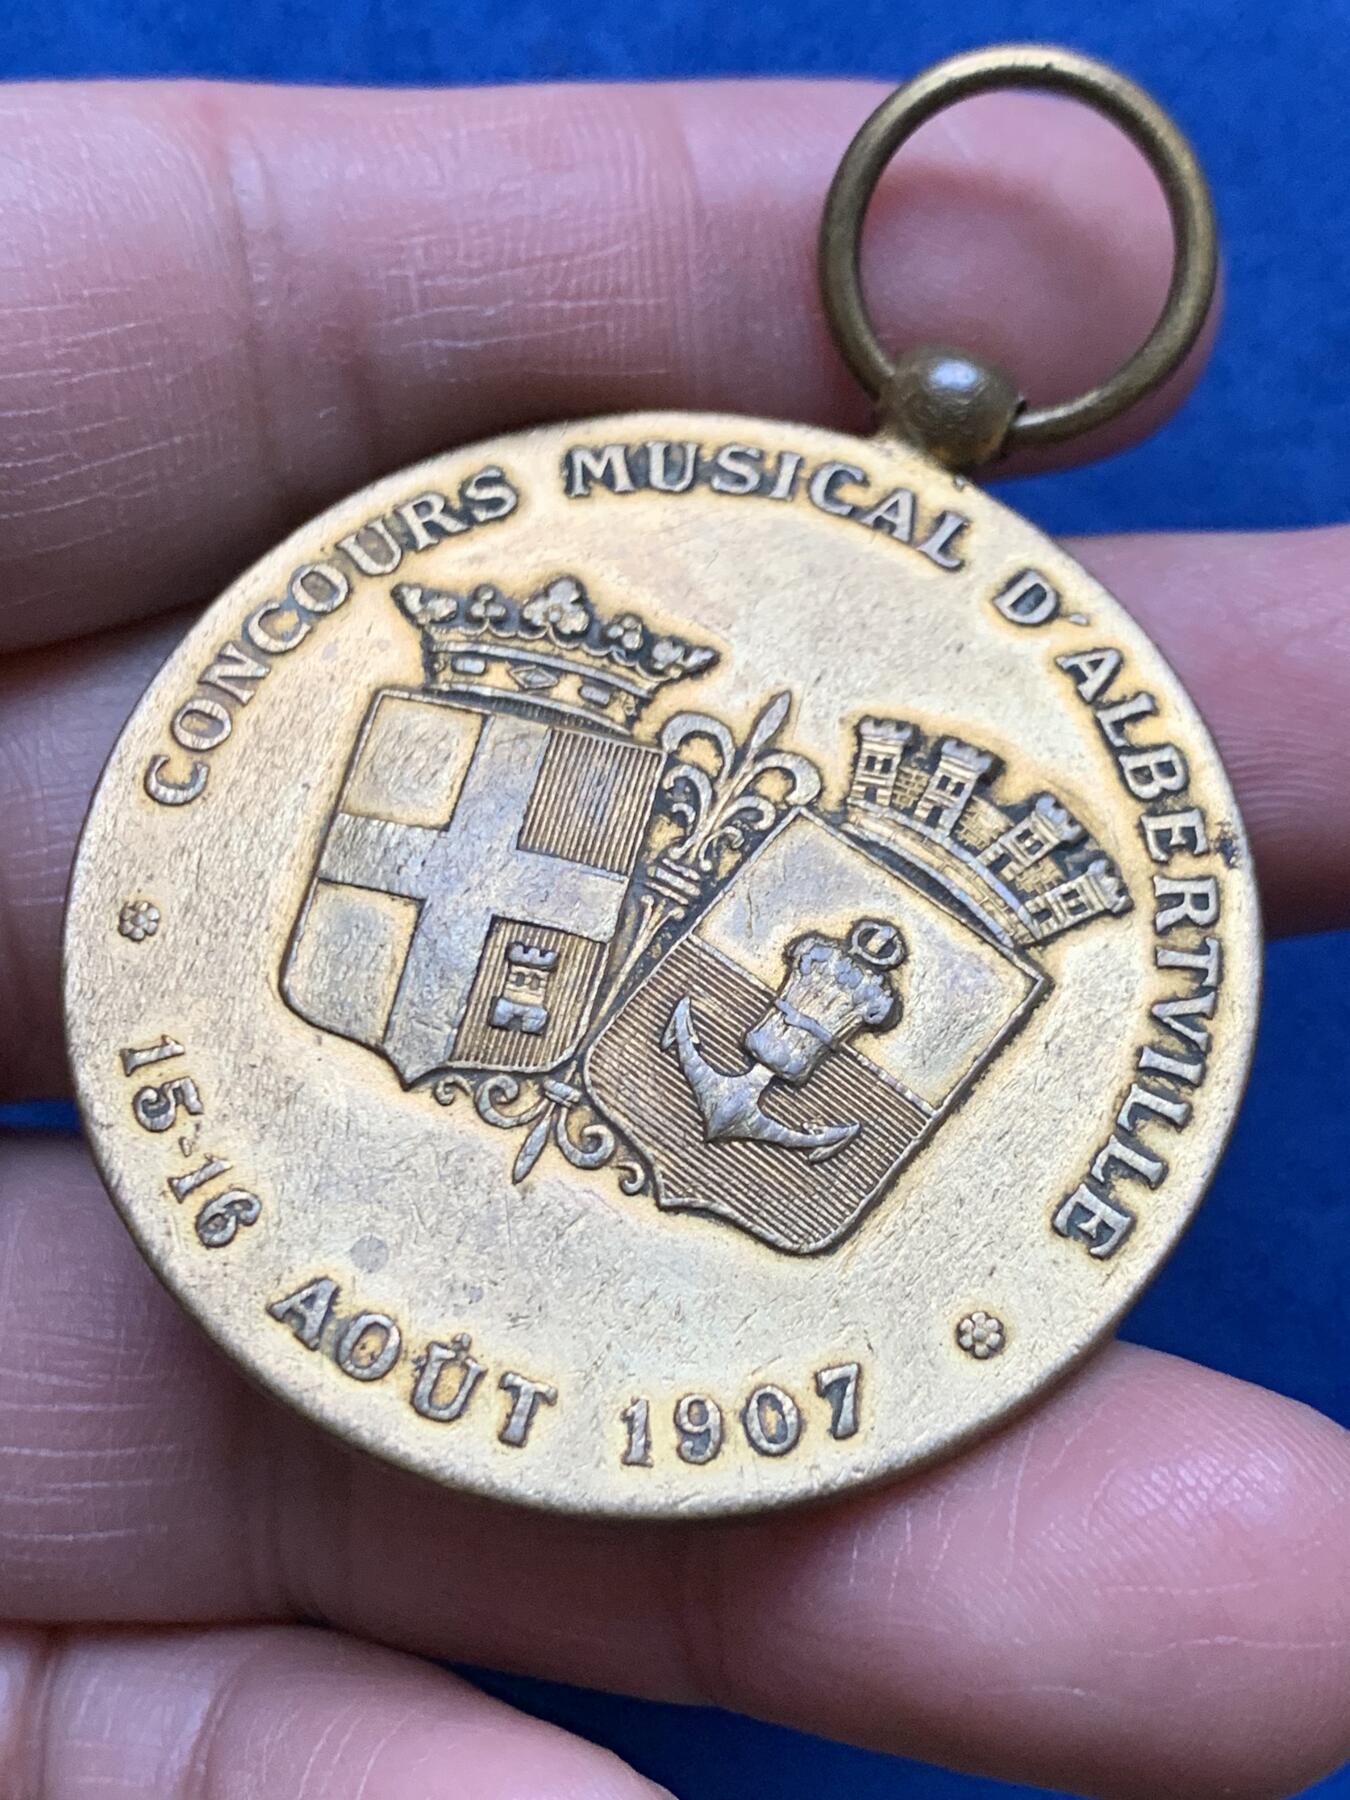 CONCOURS MUSICAL D'ALBERTVILLE
15-16 AOÛT 1907